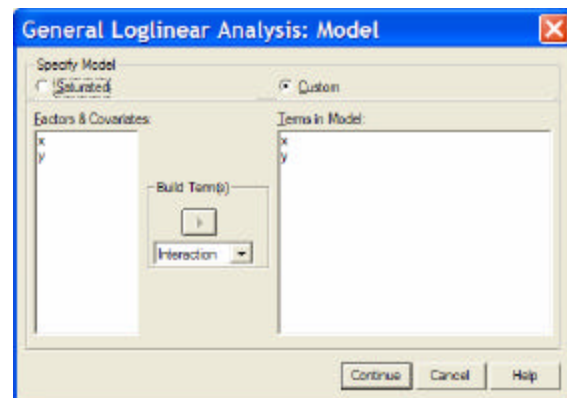 General Loglinear Analysis: Model
Specify Model
Saturated
Custom
Factors & Covariates:
Terms in Model:
x
y
x
y
Build Term(s)
Interaction
Continue
Cancel
Help